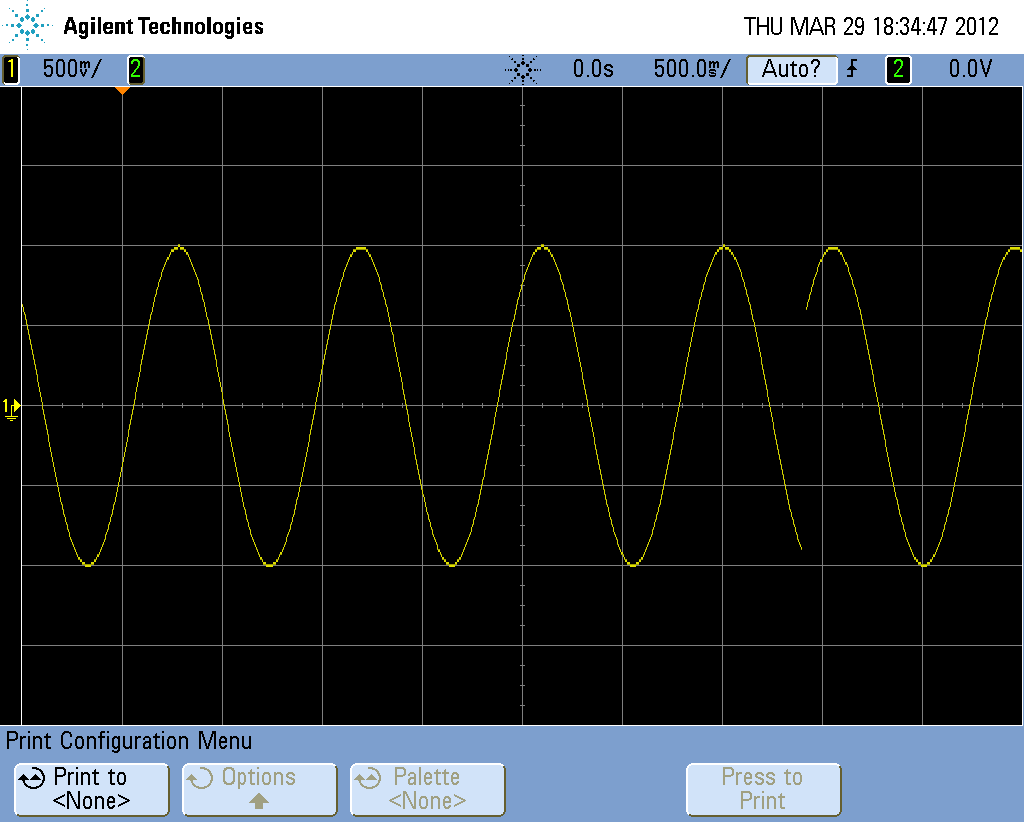 Agilent Technologies THU MAR 29 18:34:47 2012
1 500mV/ 2 0.0s 500.0ms/ Auto? 2 0.0V
1
Print Configuration Menu
Print to Options Palette Press to
<None> <None> Print